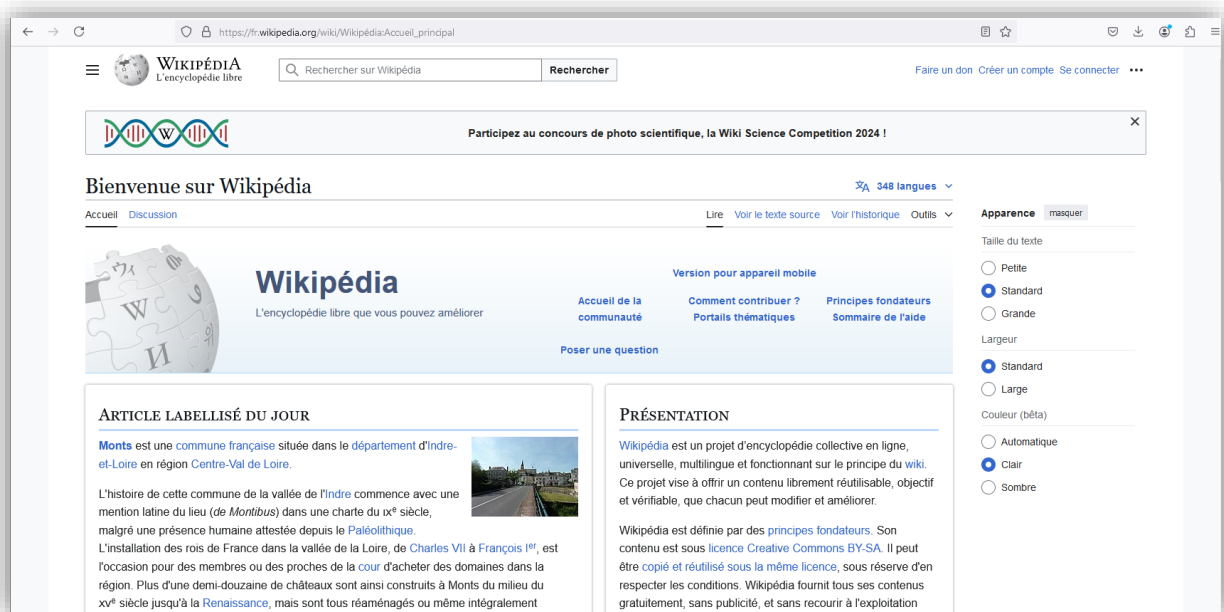 https://fr.wikipedia.org/wiki/Wikipédia:Accueil_principal
WIKIPÉDIA
L'encyclopédie libre
Rechercher sur Wikipédia
Rechercher
Faire un don Créer un compte Se connecter
W
Participez au concours de photo scientifique, la Wiki Science Competition 2024 !
Bienvenue sur Wikipédia
348 langues
Accueil Discussion
Lire Voir le texte source Voir l'historique Outils
Wikipédia
L'encyclopédie libre que vous pouvez améliorer
Version pour appareil mobile
Accueil de la communauté
Comment contribuer ?
Portails thématiques
Principes fondateurs
Sommaire de l'aide
Poser une question
Apparence masquer
Taille du texte
Petite
Standard
Grande
Largeur
Standard
Large
Couleur (bêta)
Automatique
Clair
Sombre
ARTICLE LABELLISÉ DU JOUR
Monts est une commune française située dans le département d'Indre-
et-Loire en région Centre-Val de Loire.
L'histoire de cette commune de la vallée de l'Indre commence avec une
mention latine du lieu (de Montibus) dans une charte du IXe siècle,
malgré une présence humaine attestée depuis le Paléolithique.
L'installation des rois de France dans la vallée de la Loire, de Charles VII à François Ier, est
l'occasion pour des membres ou des proches de la cour d'acheter des domaines dans la
région. Plus d'une demi-douzaine de châteaux sont ainsi construits à Monts du milieu du
XVe siècle jusqu'à la Renaissance, mais sont tous réaménagés ou même intégralement
PRÉSENTATION
Wikipédia est un projet d'encyclopédie collective en ligne,
universelle, multilingue et fonctionnant sur le principe du wiki.
Ce projet vise à offrir un contenu librement réutilisable, objectif
et vérifiable, que chacun peut modifier et améliorer.
Wikipédia est définie par des principes fondateurs. Son
contenu est sous licence Creative Commons BY-SA. Il peut
être copié et réutilisé sous la même licence, sous réserve d'en
respecter les conditions. Wikipédia fournit tous ses contenus
gratuitement, sans publicité, et sans recourir à l'exploitation